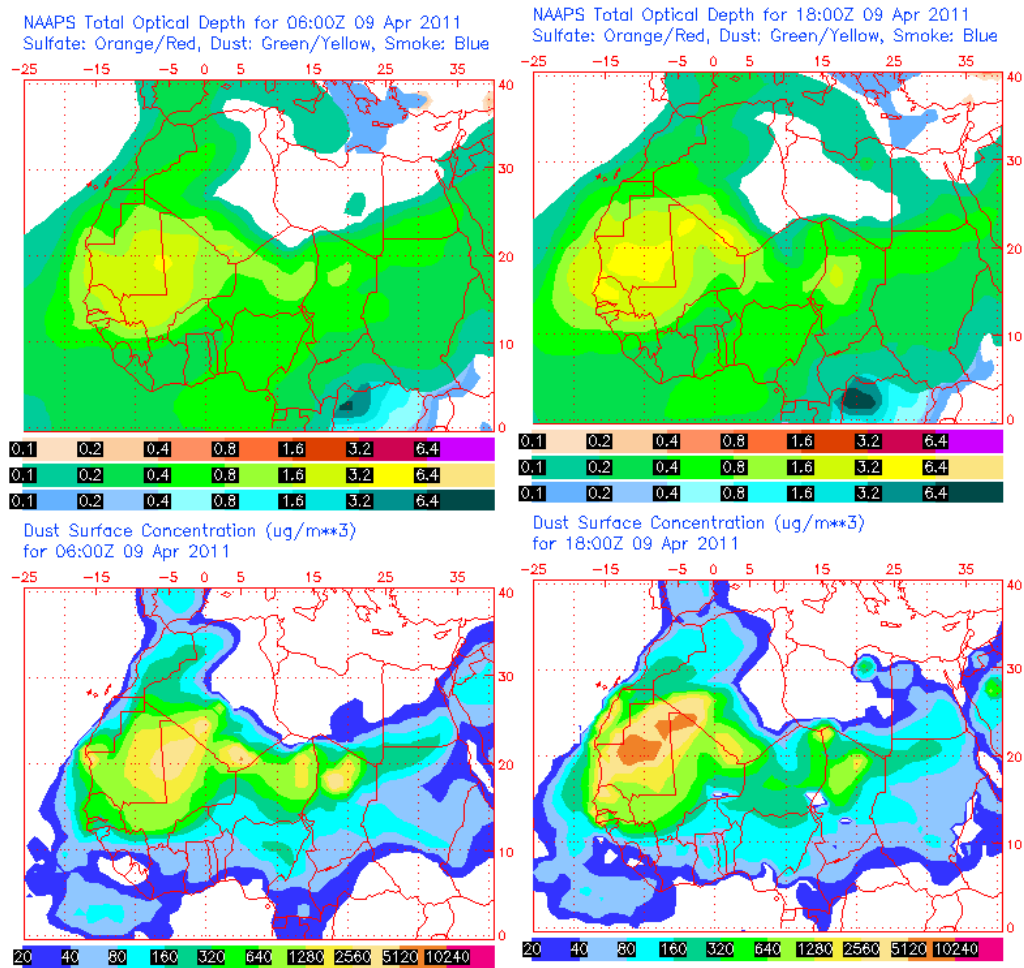 NAAPS Total Optical Depth for 06:00Z 09 Apr 2011
Sulfate: Orange/Red, Dust: Green/Yellow, Smoke: Blue
-25 -15 0 5 15 25 35
40
30
20
10
0
0.1 0.2 0.4 0.8 1.6 3.2 6.4
0.1 0.2 0.4 0.8 1.6 3.2 6.4
0.1 0.2 0.4 0.8 1.6 3.2 6.4
NAAPS Total Optical Depth for 18:00Z 09 Apr 2011
Sulfate: Orange/Red, Dust: Green/Yellow, Smoke: Blue
-25 -15 -5 0 5 15 25 35
40
30
20
10
0
0.1 0.2 0.4 0.8 1.6 3.2 6.4
0.1 0.2 0.4 0.8 1.6 3.2 6.4
0.1 0.2 0.4 0.8 1.6 3.2 6.4
Dust Surface Concentration (ug/m**3)
for 06:00Z 09 Apr 2011
-25 -15 -5 0 5 15 25 35
40
30
20
10
0
20 40 80 160 320 640 1280 2560 5120 10240
Dust Surface Concentration (ug/m**3)
for 18:00Z 09 Apr 2011
-25 -15 -5 0 5 15 25 35
40
30
20
10
0
20 40 80 160 320 640 1280 2560 5120 10240